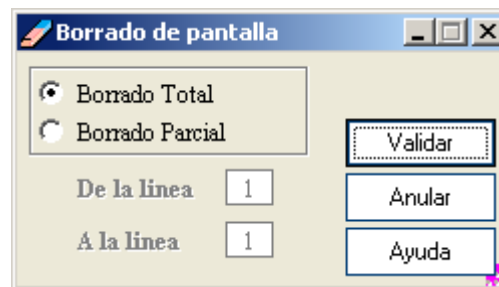 Borrado de pantalla
Borrado Total
Borrado Parcial
Validar
De la linea 1
Anular
A la linea 1
Ayuda